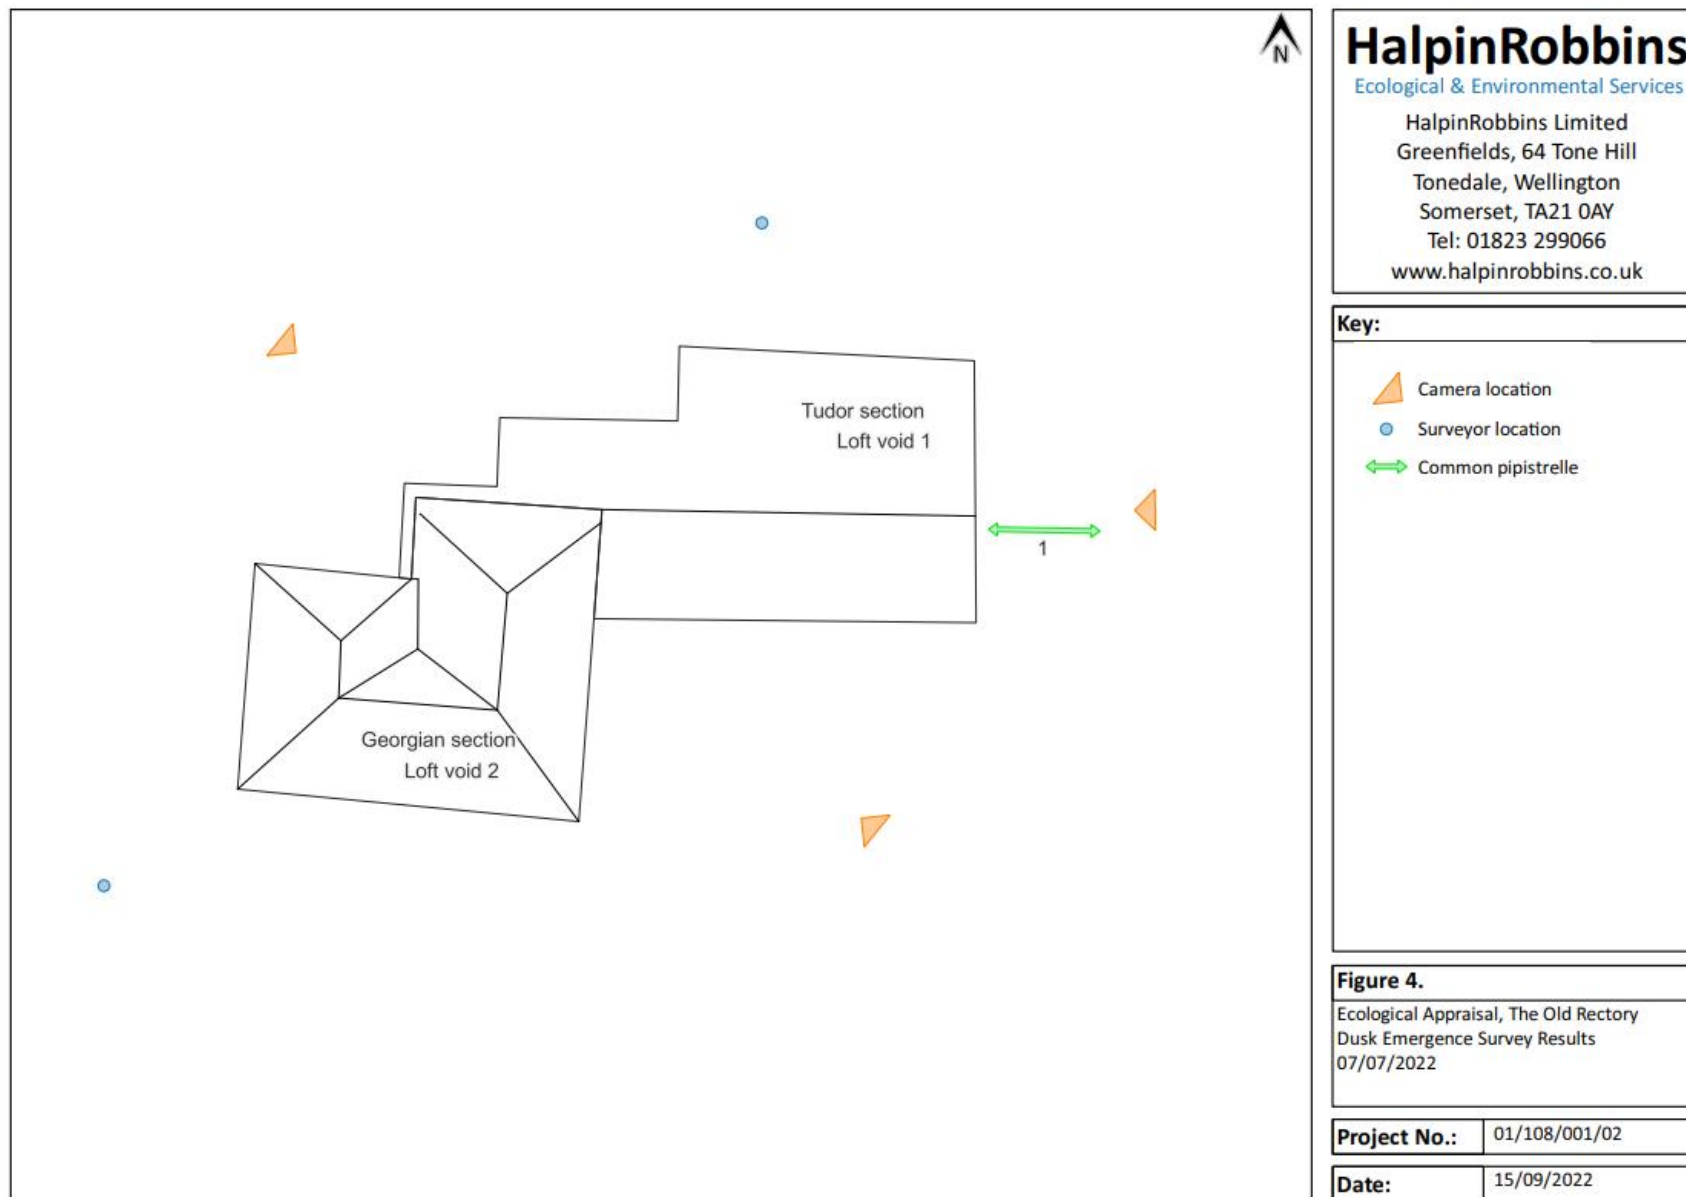 N
Tudor section
Loft void 1
1
Georgian section
Loft void 2
HalpinRobbins
Ecological & Environmental Services
HalpinRobbins Limited
Greenfields, 64 Tone Hill
Tonedale, Wellington
Somerset, TA21 0AY
Tel: 01823 299066
www.halpinrobbins.co.uk
Key:
Camera location
Surveyor location
Common pipistrelle
Figure 4.
Ecological Appraisal, The Old Rectory
Dusk Emergence Survey Results
07/07/2022
Project No.: 01/108/001/02
Date: 15/09/2022